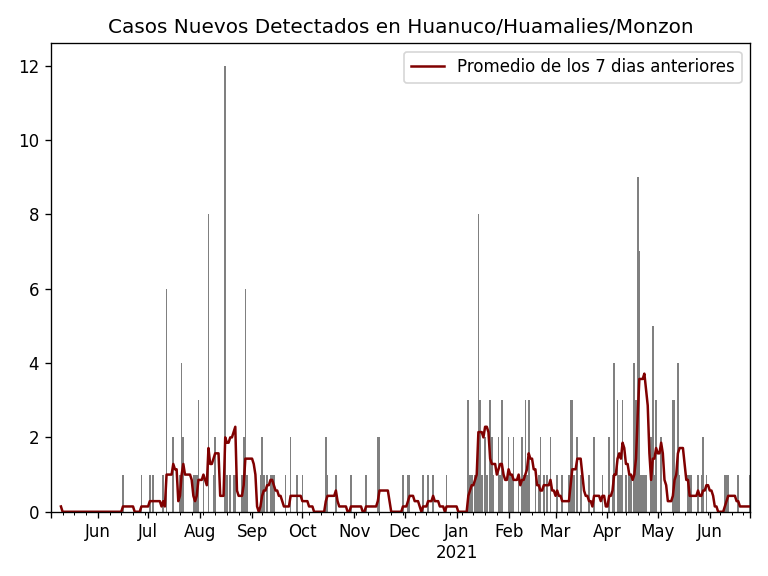 Casos Nuevos Detectados en Huanuco/Huamalies/Monzon
Promedio de los 7 dias anteriores
12
10
8
6
4
2
0
Jun Jul Aug Sep Oct Nov Dec Jan Feb Mar Apr May Jun
2021